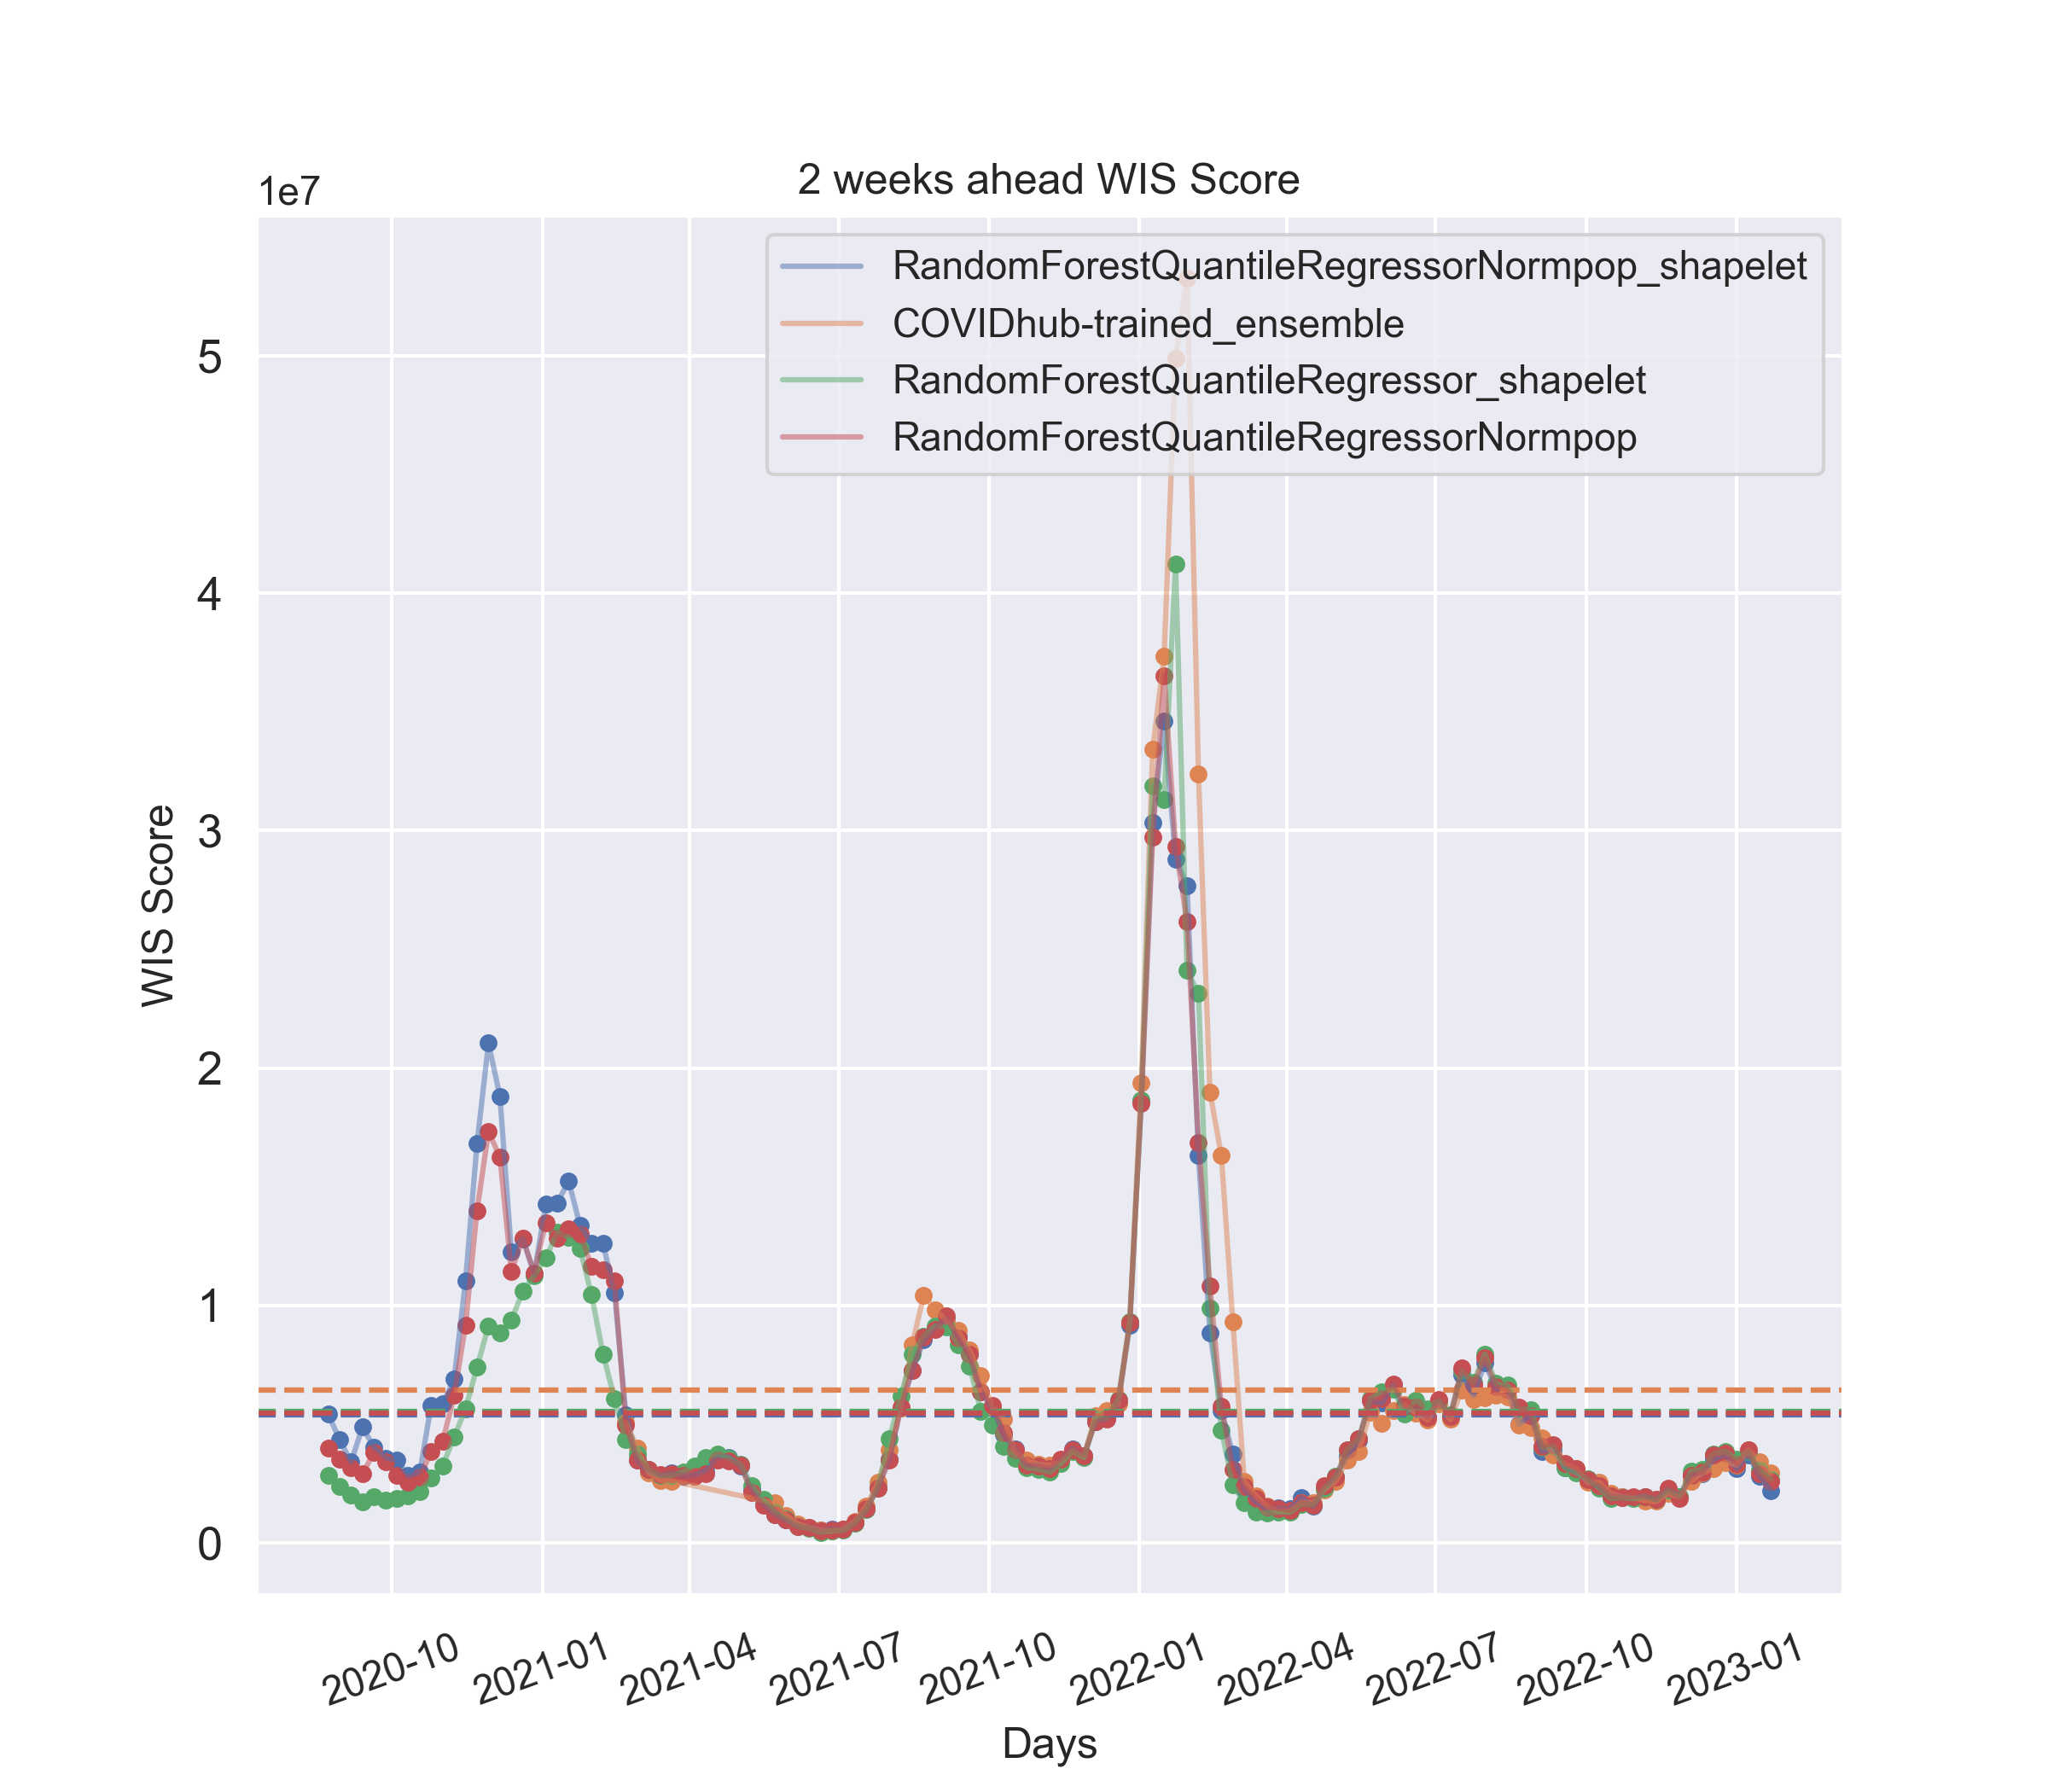 2 weeks ahead WIS Score
1e7
RandomForestQuantileRegressorNormpop_shapelet
COVIDhub-trained_ensemble
RandomForestQuantileRegressor_shapelet
RandomForestQuantileRegressorNormpop
5
4
3
2
1
0
WIS Score
2020-10
2021-01
2021-04
2021-07
2021-10
2022-01
2022-04
2022-07
2022-10
2023-01
Days